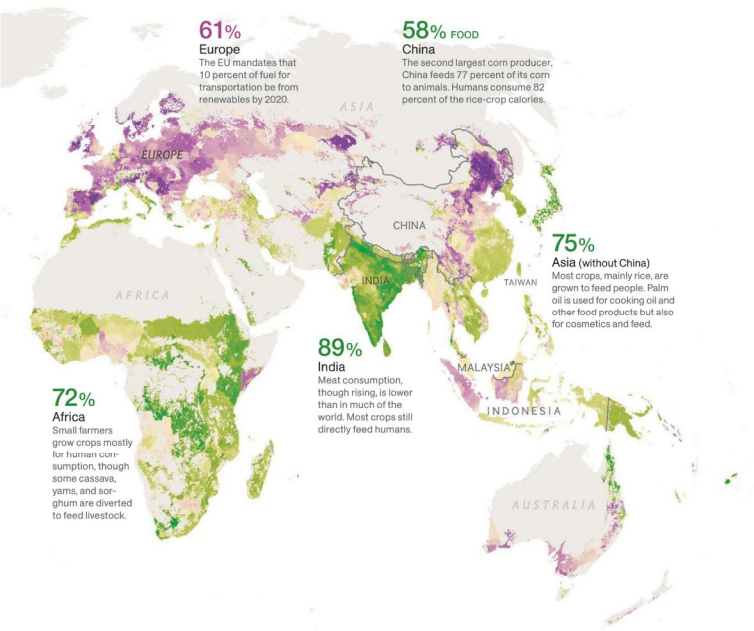 61%
Europe
The EU mandates that
10 percent of fuel for
transportation be from
renewables by 2020.
58% FOOD
China
The second largest corn producer,
China feeds 77 percent of its corn
to animals. Humans consume 82
percent of the rice-crop calories.
ASIA
EUROPE
CHINA
75%
Asia (without China)
Most crops, mainly rice, are
grown to feed people. Palm
oil is used for cooking oil and
other food products but also
for cosmetics and feed.
INDIA
TAIWAN
AFRICA
89%
India
Meat consumption,
though rising, is lower
than in much of the
world. Most crops still
directly feed humans.
MALAYSIA
INDONESIA
72%
Africa
Small farmers
grow crops mostly
for human con-
sumption, though
some cassava,
yams, and sor-
ghum are diverted
to feed livestock.
AUSTRALIA